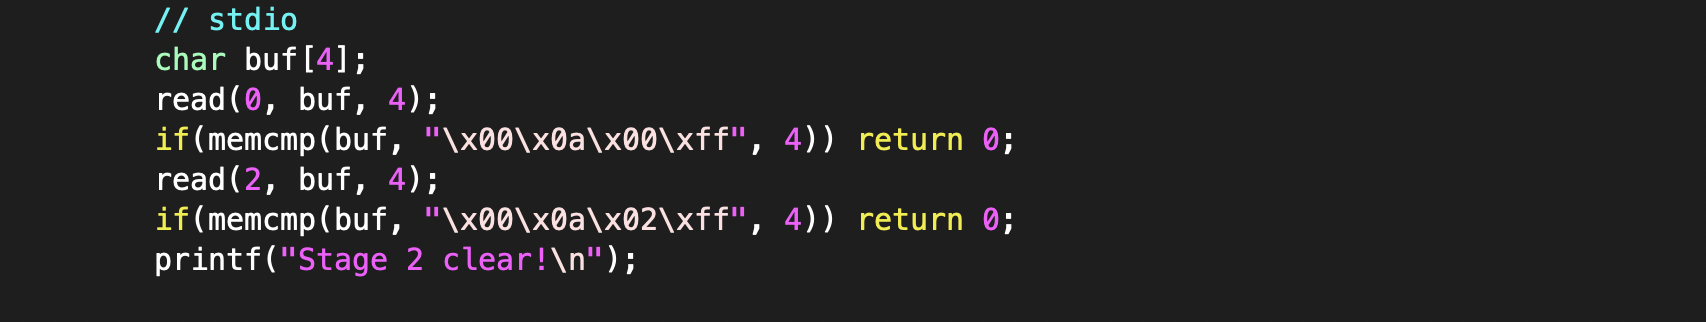 // stdio
char buf[4];
read(0, buf, 4);
if(memcmp(buf, "\x00\x0a\x00\xff", 4)) return 0;
read(2, buf, 4);
if(memcmp(buf, "\x00\x0a\x02\xff", 4)) return 0;
printf("Stage 2 clear!\n");